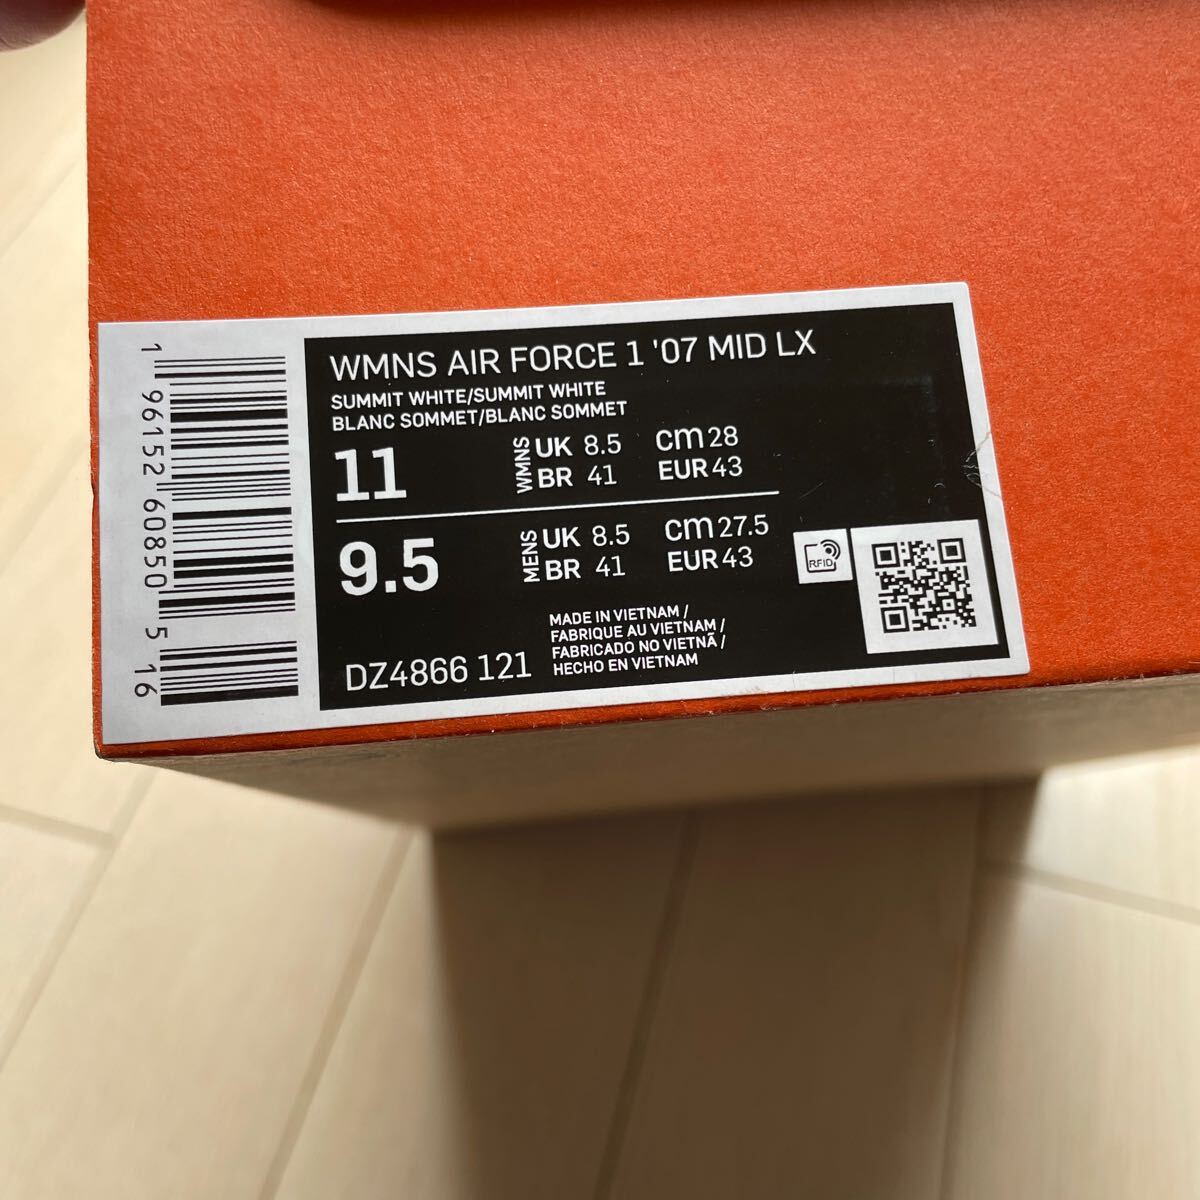 WMNS AIR FORCE 1 '07 MID LX
SUMMIT WHITE/SUMMIT WHITE
BLANC SOMMET/BLANC SOMMET
11 WMNS UK 8.5 cm 28
BR 41 EUR 43
9.5 MENS UK 8.5 cm 27.5
BR 41 EUR 43
RFID
MADE IN VIETNAM /
FABRIQUE AU VIETNAM /
FABRICADO NO VIETNÃ /
HECHO EN VIETNAM
DZ4866 121
1 96152 60850 5 16